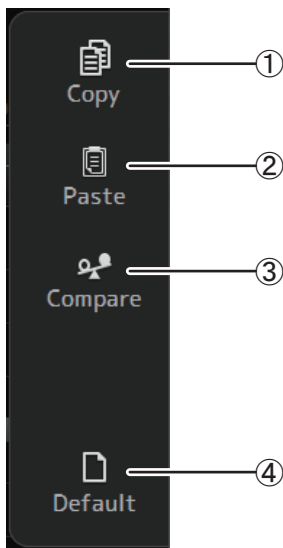 Copy ①
Paste ②
Compare ③
Default ④